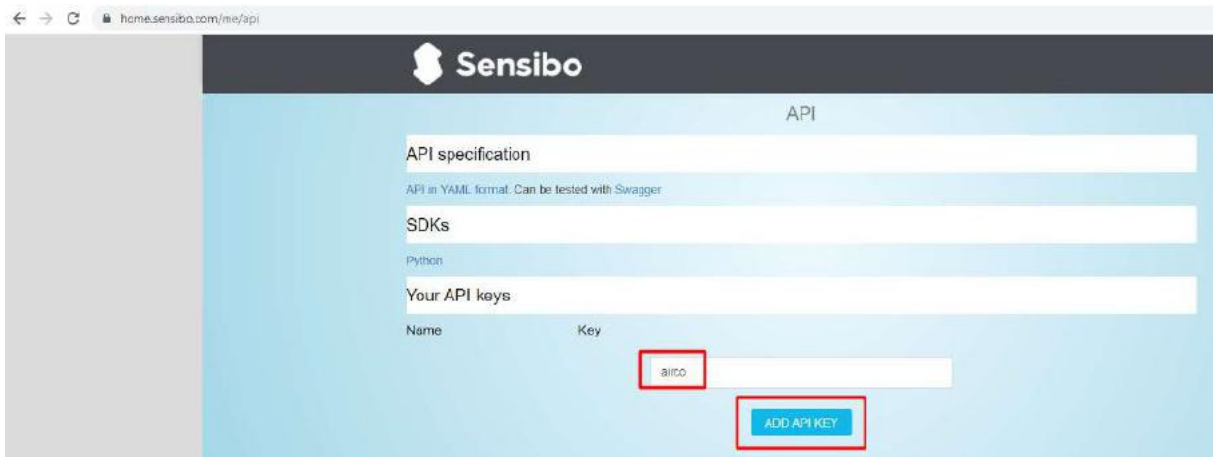 home.sensibo.com/me/api
Sensibo
API
API specification
API in YAML format. Can be tested with Swagger
SDKs
Python
Your API keys
Name Key
airco
ADD API KEY